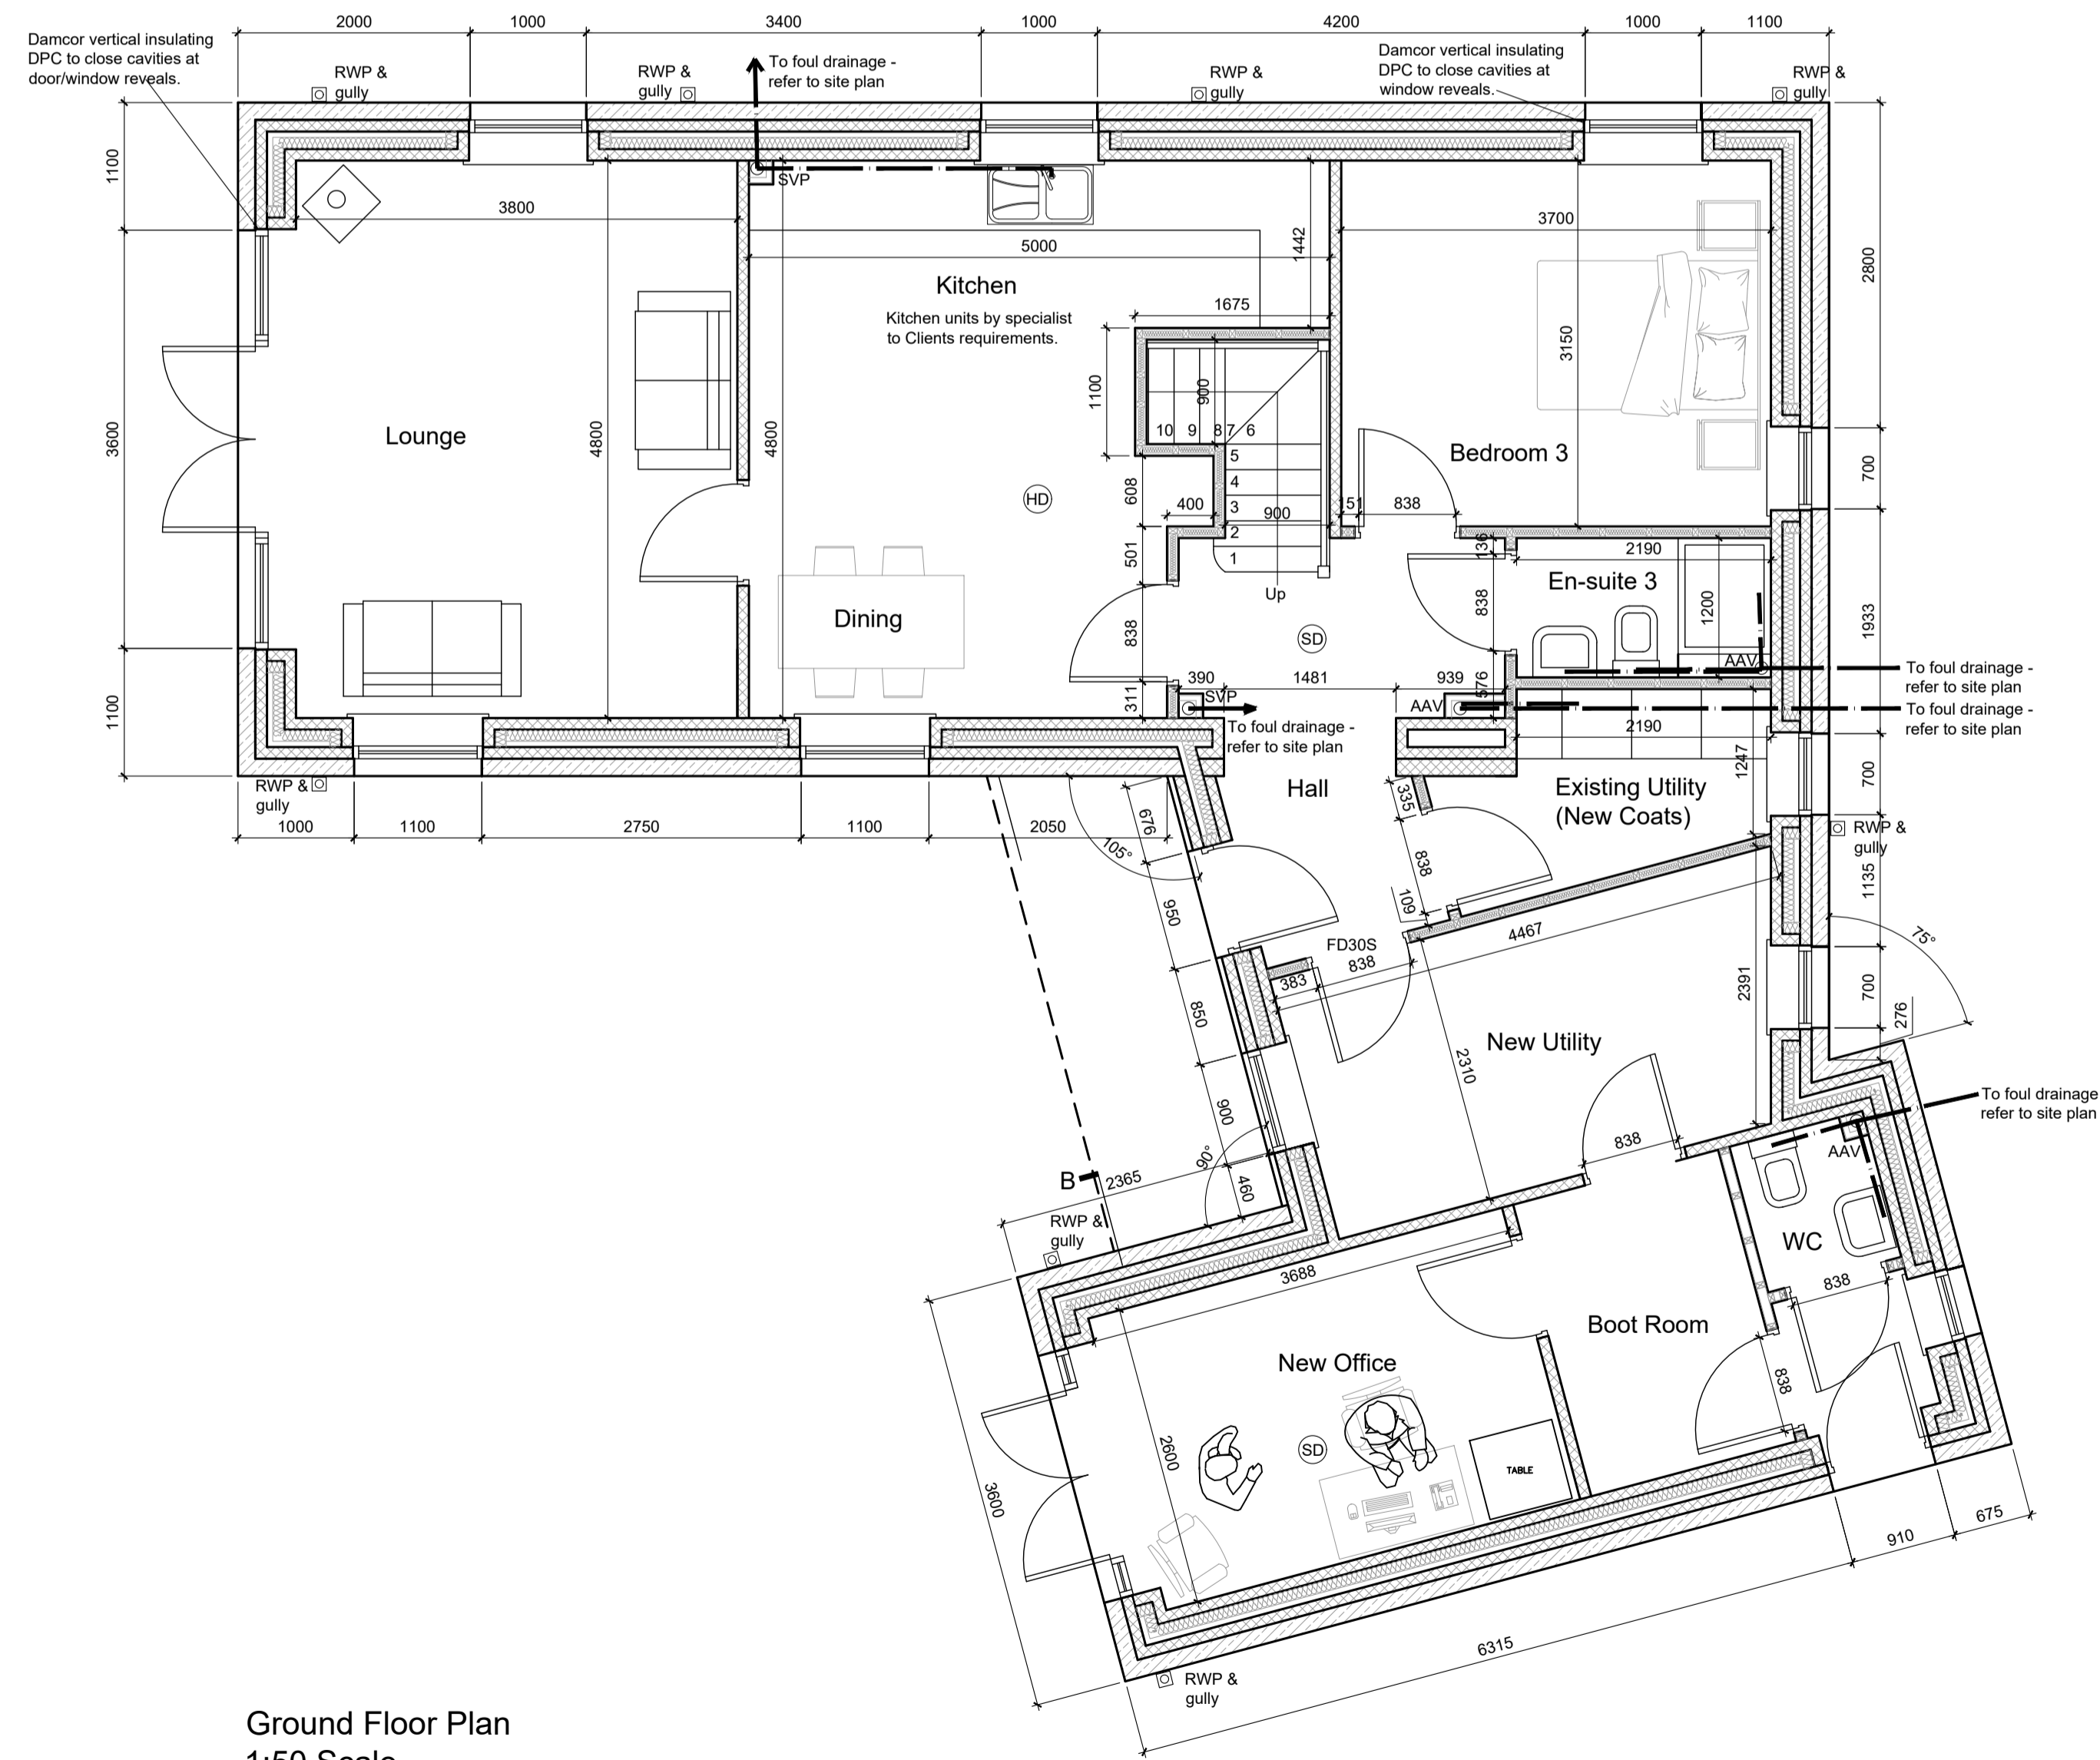 2000
1000
3400
1000
4200
1000
1100
Damcor vertical insulating
DPC to close cavities at
door/window reveals.
RWP &
gully
RWP &
gully
To foul drainage -
refer to site plan
RWP &
gully
Damcor vertical insulating
DPC to close cavities at
window reveals.
RWP &
gully
1100
3600
1100
3800
Lounge
4800
SVP
4800
5000
Kitchen
Kitchen units by specialist
to Clients requirements.
HD
Dining
1442
1675
1100
900
10 9 8 7 6
5
4
3
2
1
608
400
900
501
Up
838
311
3700
3150
Bedroom 3
151
838
136
2190
En-suite 3
838
1200
576
AAV
SD
390
1481
939
SVP
To foul drainage -
refer to site plan
AAV
2190
2800
700
1933
700
1135
700
276
75°
To foul drainage -
refer to site plan
To foul drainage -
refer to site plan
RWP &
gully
RWP &
gully
1000
1100
2750
1100
2050
Hall
Existing Utility
(New Coats)
1247
676
105°
335
838
109
950
850
900
460
90°
FD30S
838
383
4467
2391
New Utility
2310
838
B
2365
RWP &
gully
To foul drainage
refer to site plan
AAV
WC
838
3688
Boot Room
838
New Office
2600
SD
TABLE
3600
6315
910
675
RWP &
gully
Ground Floor Plan
1:50 Scale